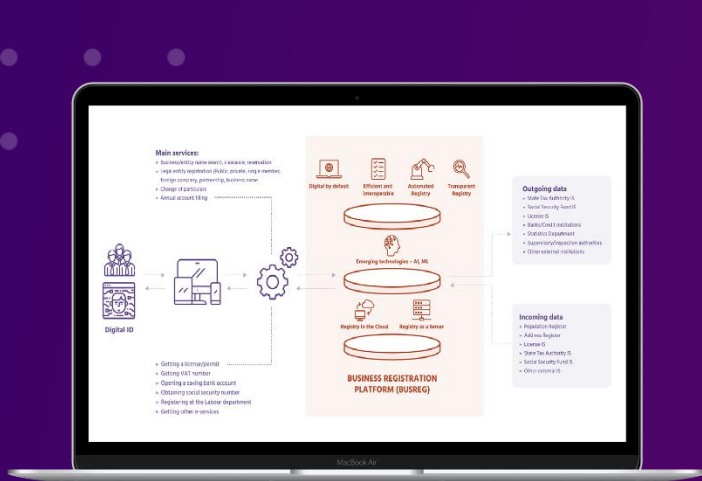 Main services:
Business/entity name search, clearance, reservation
Legal entity registration (Public, private, single member,
foreign company, partnership, business name
Change of particulars
Annual account filing
Digital ID
Getting a license/permit
Getting VAT number
Opening a saving bank account
Obtaining social security number
Registering at the Labour department
Getting other e-services
Digital by default
Efficient and
Interoperable
Automated
Registry
Transparent
Registry
Emerging technologies – AI, ML
Registry in the Cloud
Registry as a Server
BUSINESS REGISTRATION
PLATFORM (BUSREG)
Outgoing data
State Tax Authority IS
Social Security Fund IS
License IS
Banks/Credit Institutions
Statistics Department
Supervisory/Inspection authorities
Other external institutions
Incoming data
Population Register
Address Register
License IS
State Tax Authority IS
Social Security Fund IS
Other external IS
MacBook Air